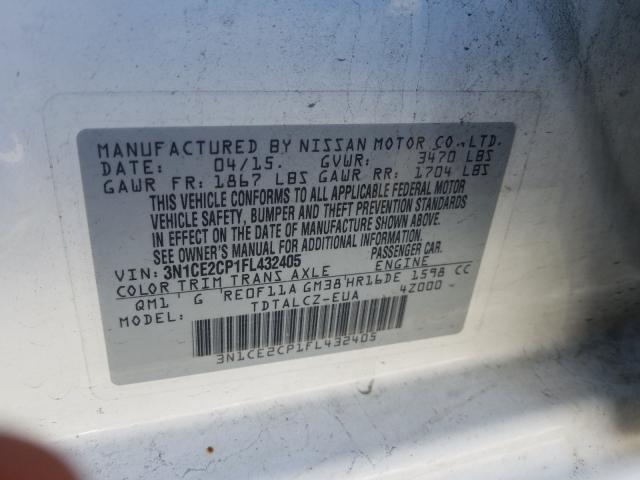 MANUFACTURED BY NISSAN MOTOR CO., LTD.
DATE: 04/15. GVWR: 3470 LBS
GAWR FR: 1867 LBS GAWR RR: 1704 LBS
THIS VEHICLE CONFORMS TO ALL APPLICABLE FEDERAL MOTOR
VEHICLE SAFETY, BUMPER AND THEFT PREVENTION STANDARDS
IN EFFECT ON THE DATE OF MANUFACTURE SHOWN ABOVE.
SEE OWNER'S MANUAL FOR ADDITIONAL INFORMATION.
VIN: 3N1CE2CP1FL432405 PASSENGER CAR.
COLOR TRIM TRANS AXLE ENGINE
QM1 G RE0F11A GM38 HR16DE 1598 CC
MODEL: TDTALCZ-EUA 4Z000-
3N1CE2CP1FL432405